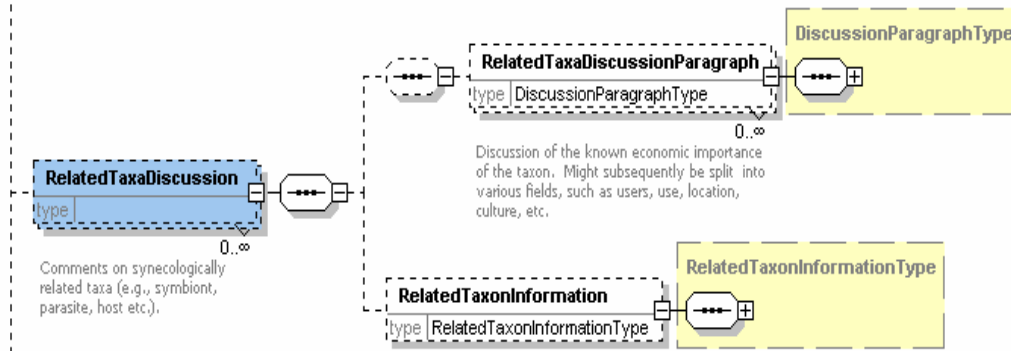 DiscussionParagraphType
RelatedTaxaDiscussionParagraph
type DiscussionParagraphType
0..∞
Discussion of the known economic importance
of the taxon. Might subsequently be split into
various fields, such as users, use, location,
culture, etc.
RelatedTaxaDiscussion
type
0..∞
Comments on synecologically
related taxa (e.g., symbiont,
parasite, host etc.).
RelatedTaxonInformationType
RelatedTaxonInformation
type RelatedTaxonInformationType